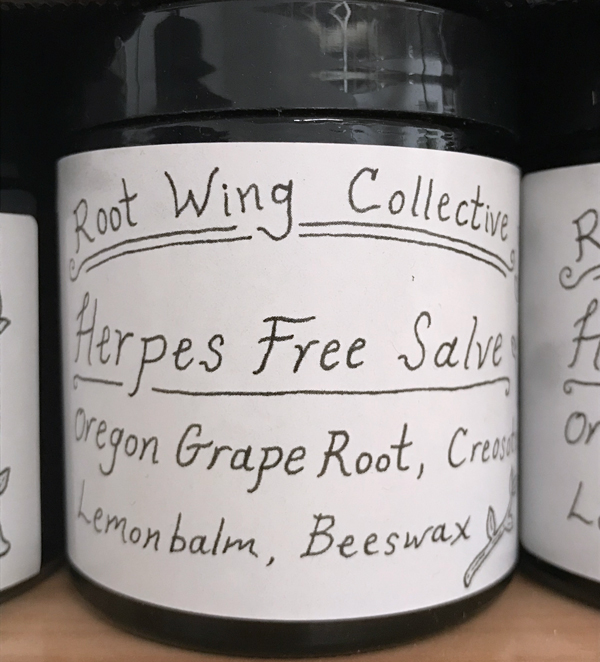 Root Wing Collective
Herpes Free Salve
Oregon Grape Root,
Lemonbalm, Beeswax